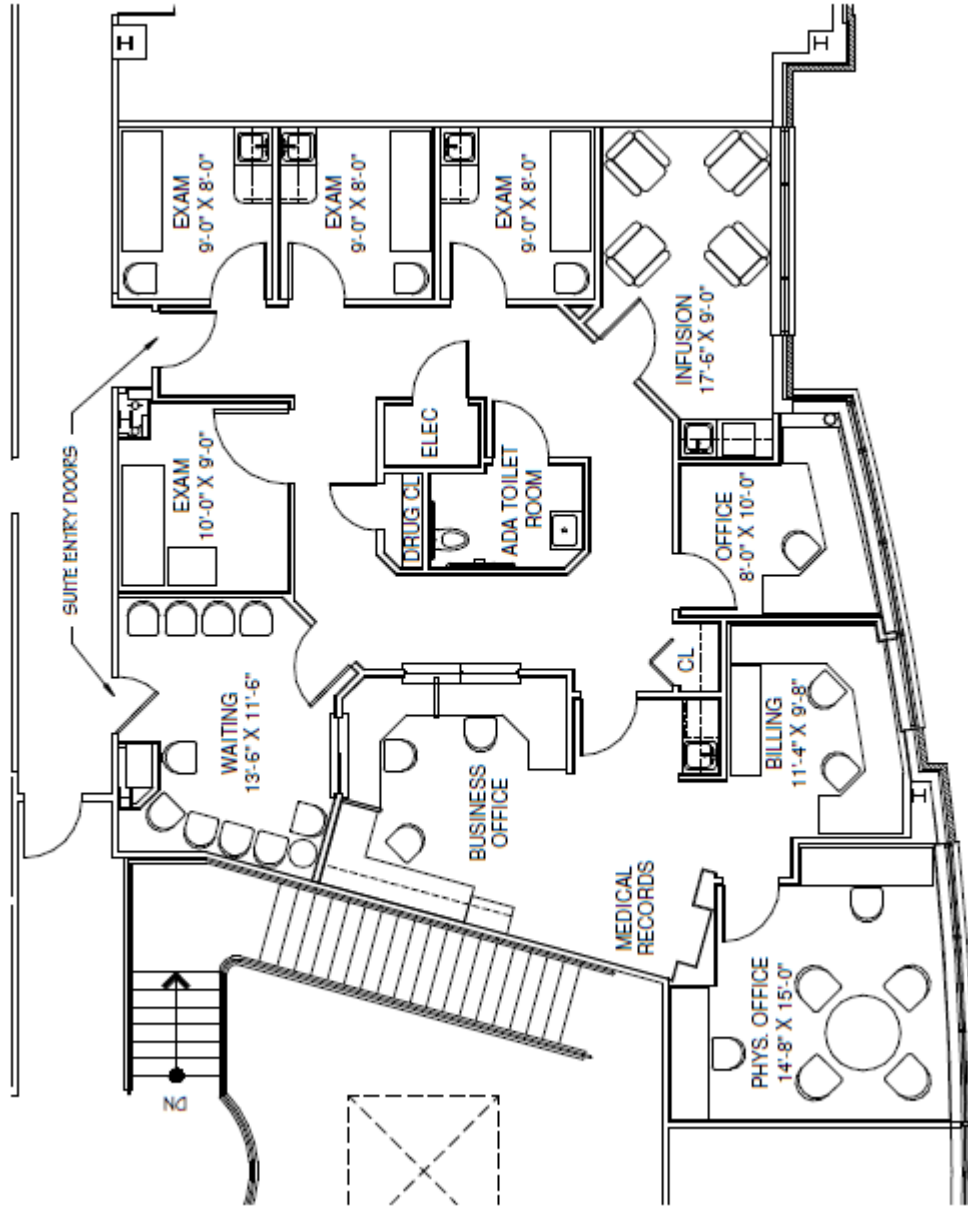 SUITE ENTRY DOORS
EXAM
9'-0" X 8'-0"
EXAM
9'-0" X 8'-0"
EXAM
9'-0" X 8'-0"
EXAM
10'-0" X 9'-0"
WAITING
13'-6" X 11'-6"
DRUG CL
ELEC
ADA TOILET
ROOM
INFUSION
17'-6" X 9'-0"
OFFICE
8'-0" X 10'-0"
CL
BUSINESS
OFFICE
BILLING
11'-4" X 9'-8"
MEDICAL
RECORDS
PHYS. OFFICE
14'-8" X 15'-0"
DN